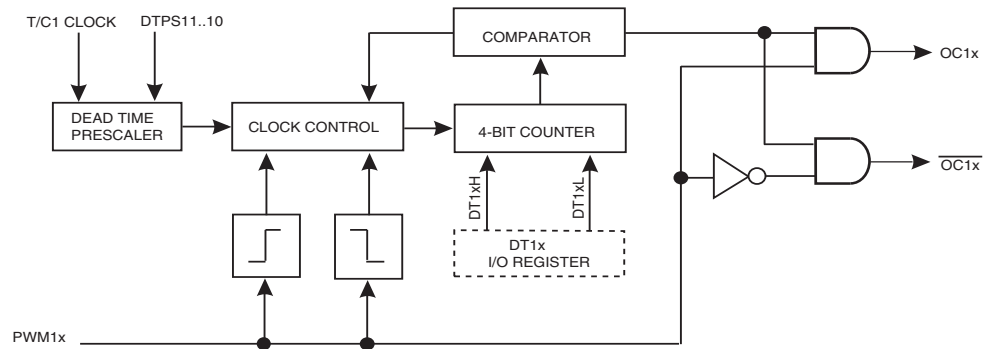 T/C1 CLOCK
DTPS11..10
COMPARATOR
OC1x
DEAD TIME
PRESCALER
CLOCK CONTROL
4-BIT COUNTER
OC1x
DT1xH
DT1xL
DT1x
I/O REGISTER
PWM1x